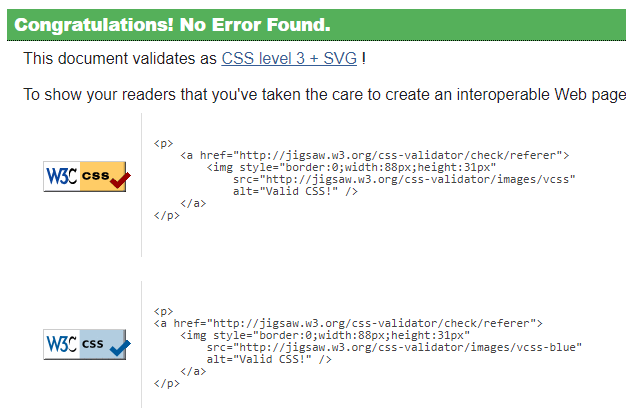 Congratulations! No Error Found.
This document validates as CSS level 3 + SVG !
To show your readers that you've taken the care to create an interoperable Web page
<p>
    <a href="http://jigsaw.w3.org/css-validator/check/referer">
        <img style="border:0;width:88px;height:31px"
            src="http://jigsaw.w3.org/css-validator/images/vcss"
            alt="Valid CSS!" />
    </a>
</p>
W3C css
<p>
<a href="http://jigsaw.w3.org/css-validator/check/referer">
    <img style="border:0;width:88px;height:31px"
        src="http://jigsaw.w3.org/css-validator/images/vcss-blue"
        alt="Valid CSS!" />
    </a>
</p>
W3C css